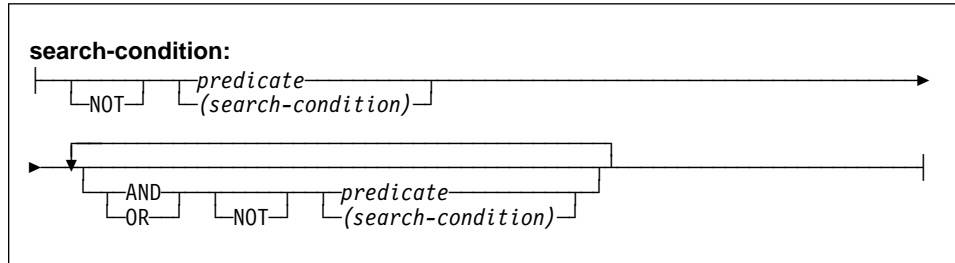 search-condition:
predicate
NOT (search-condition)
AND predicate
OR NOT (search-condition)